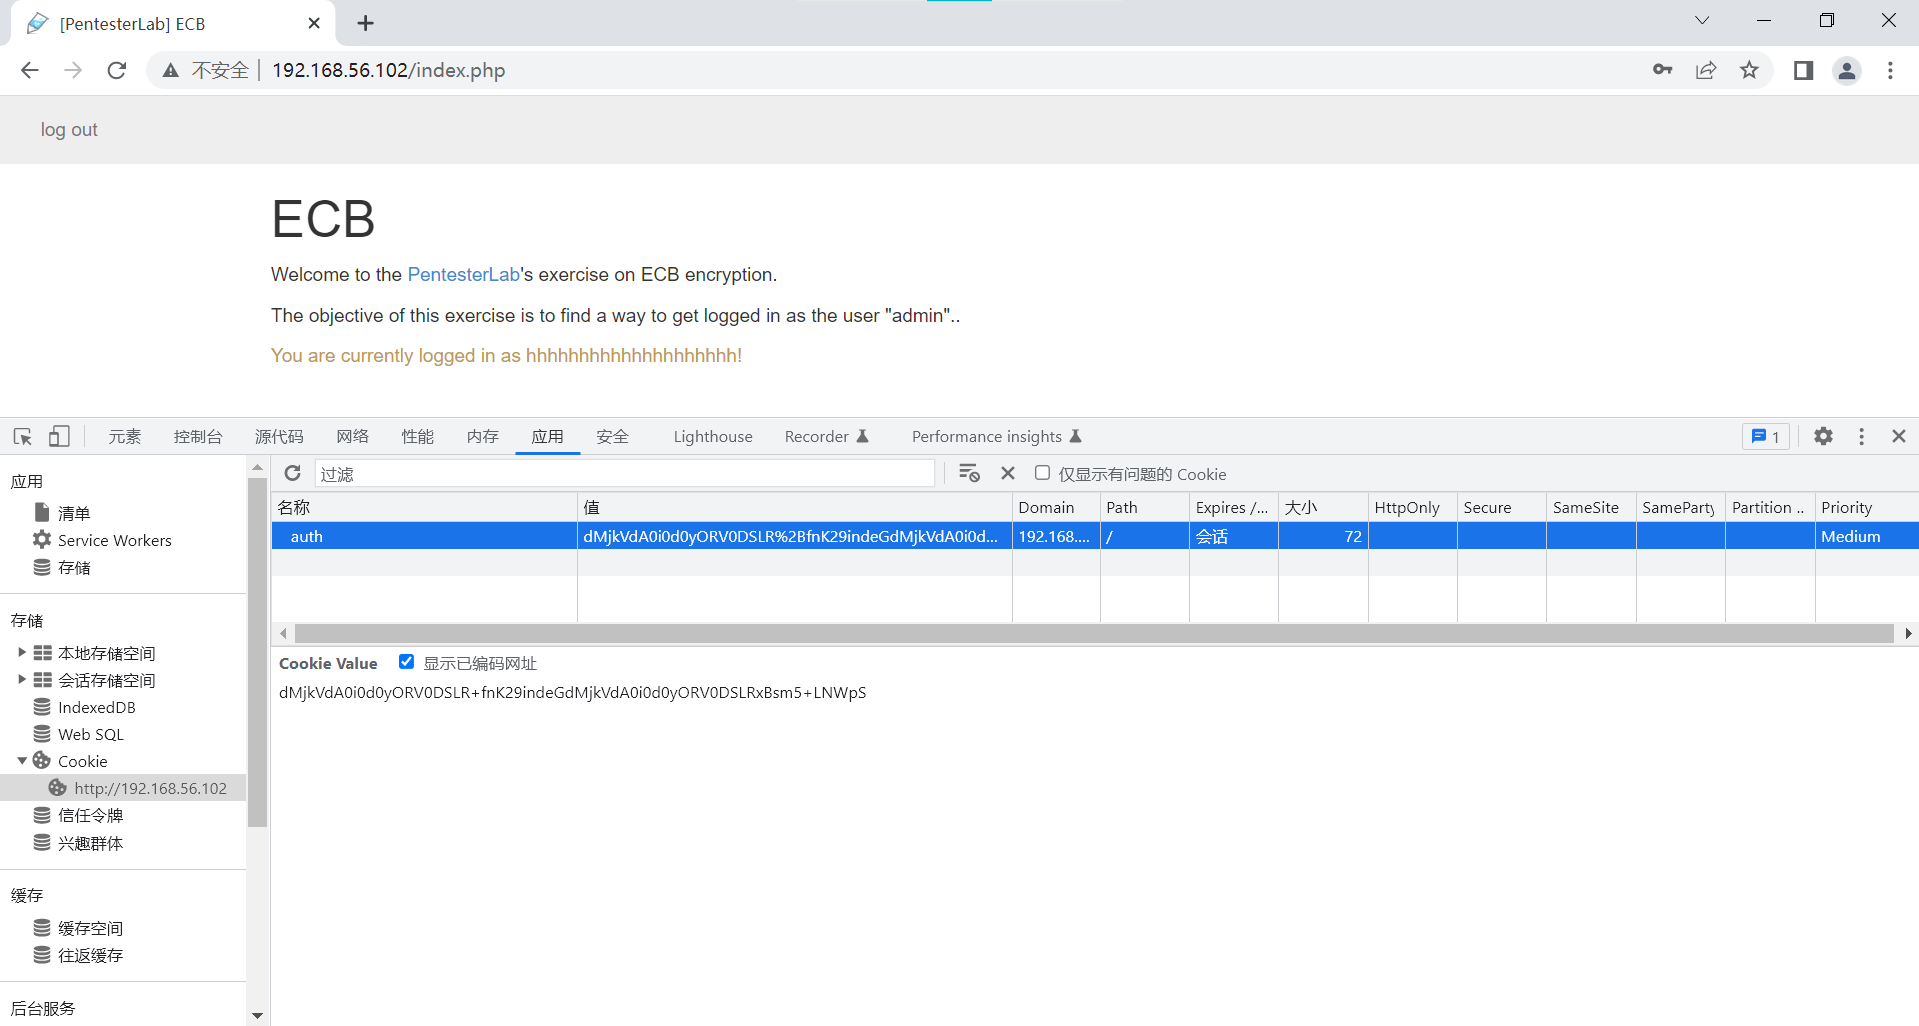 [PentesterLab] ECB
不安全 | 192.168.56.102/index.php
log out
ECB
Welcome to the PentesterLab's exercise on ECB encryption.
The objective of this exercise is to find a way to get logged in as the user "admin"..
You are currently logged in as hhhhhhhhhhhhhhhhhhhh!
元素 控制台 源代码 网络 性能 内存 应用 安全 Lighthouse Recorder Performance insights 1
应用
清单
Service Workers
存储
存储
本地存储空间
会话存储空间
IndexedDB
Web SQL
Cookie
http://192.168.56.102
信任令牌
兴趣群体
缓存
缓存空间
往返缓存
后台服务
过滤 仅显示有问题的 Cookie
名称 值 Domain Path Expires /... 大小 HttpOnly Secure SameSite SameParty Partition .. Priority
auth dMjkVdA0i0d0yORV0DSLR%2BfnK29indeGdMjkVdA0i0d... 192.168.... / 会话 72 Medium
Cookie Value 显示已编码网址
dMjkVdA0i0d0yORV0DSLR+fnK29indeGdMjkVdA0i0d0yORV0DSLRxBsm5+LNWpS